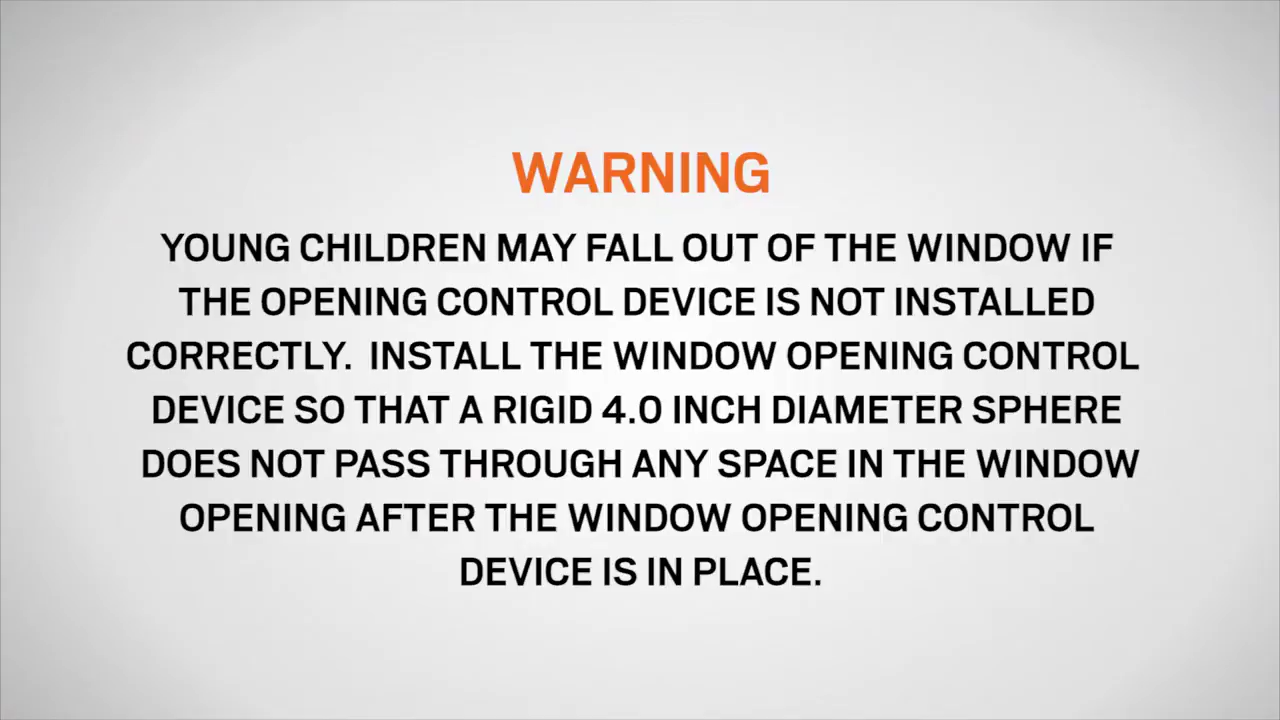 WARNING
YOUNG CHILDREN MAY FALL OUT OF THE WINDOW IF
THE OPENING CONTROL DEVICE IS NOT INSTALLED
CORRECTLY.  INSTALL THE WINDOW OPENING CONTROL
DEVICE SO THAT A RIGID 4.0 INCH DIAMETER SPHERE
DOES NOT PASS THROUGH ANY SPACE IN THE WINDOW
OPENING AFTER THE WINDOW OPENING CONTROL
DEVICE IS IN PLACE.